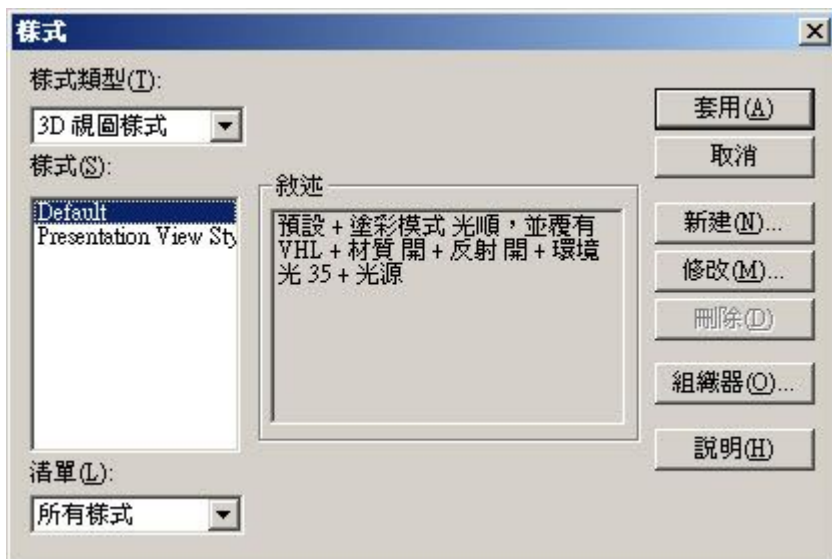 樣式
樣式類型(T):
3D 視圖樣式
樣式(S):
Default
Presentation View Sty
清單(L):
所有樣式
敘述
預設 + 塗彩模式 光順，並覆有
VHL + 材質 開 + 反射 開 + 環境
光 35 + 光源
套用(A)
取消
新建(N)...
修改(M)...
刪除(D)
組織器(O)...
說明(H)